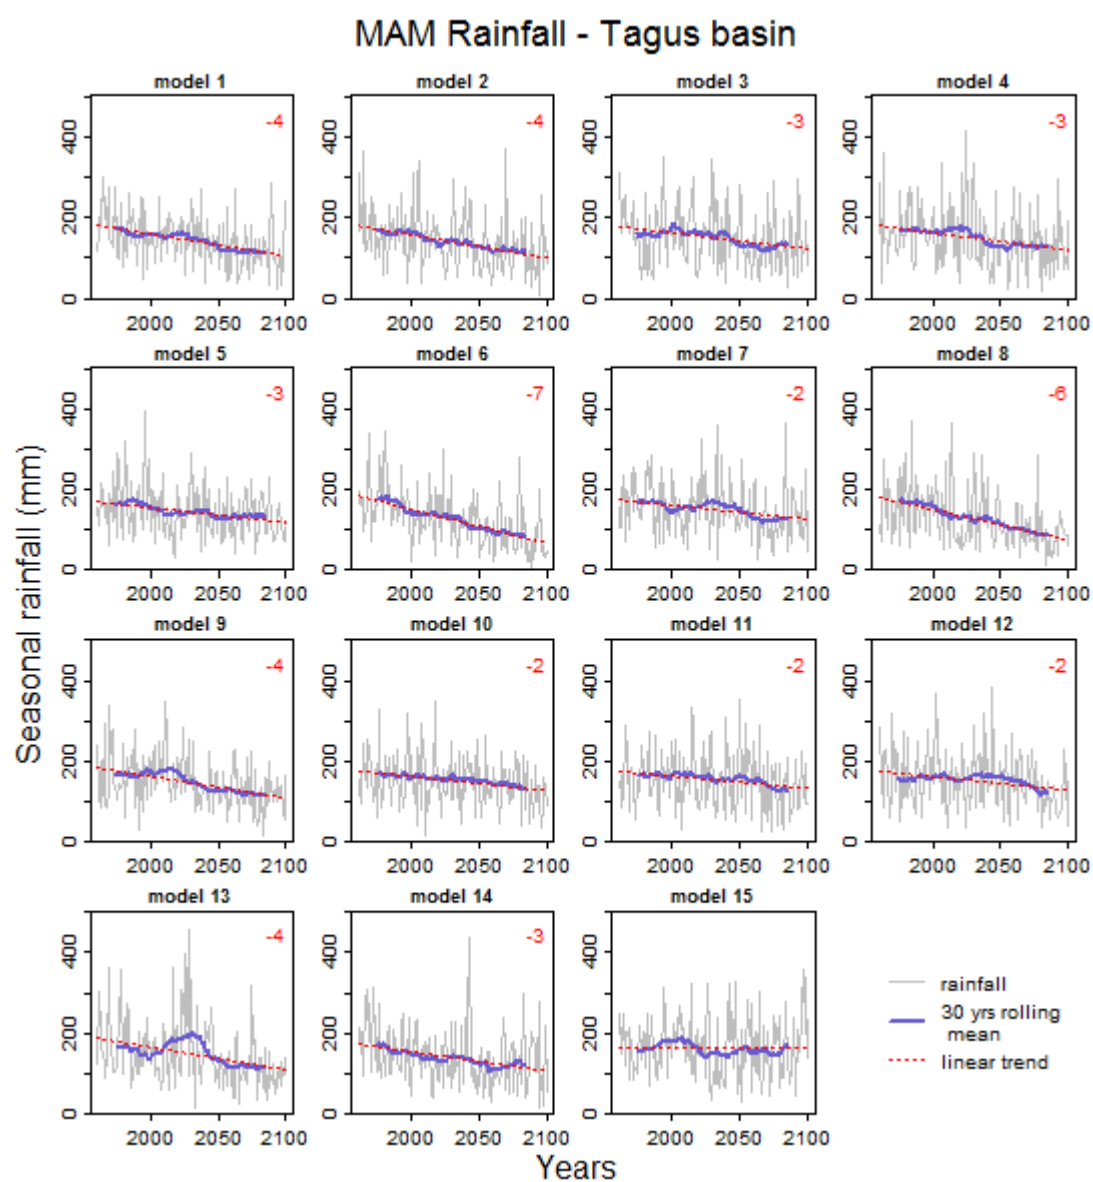 MAM Rainfall - Tagus basin
model 1
model 2
model 3
model 4
-4
-4
-3
-3
0 200 400
0 200 400
0 200 400
0 200 400
2000 2050 2100
2000 2050 2100
2000 2050 2100
2000 2050 2100
model 5
model 6
model 7
model 8
-3
-7
-2
-6
0 200 400
0 200 400
0 200 400
0 200 400
2000 2050 2100
2000 2050 2100
2000 2050 2100
2000 2050 2100
Seasonal rainfall (mm)
model 9
model 10
model 11
model 12
-4
-2
-2
-2
0 200 400
0 200 400
0 200 400
0 200 400
2000 2050 2100
2000 2050 2100
2000 2050 2100
2000 2050 2100
model 13
model 14
model 15
-4
-3
0 200 400
0 200 400
0 200 400
2000 2050 2100
2000 2050 2100
2000 2050 2100
rainfall
30 yrs rolling
mean
linear trend
Years